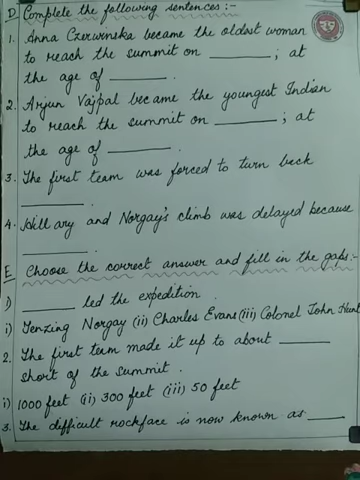 D Complete the following sentences :-
1. Anna Czerwinska became the oldest woman
to reach the summit on ________ ; at
the age of ________ .
2. Arjun Vajpal became the youngest Indian
to reach the summit on ________ ; at
the age of ________ .
3. The first team was forced to turn back
________ .
4. Hillary and Norgay's climb was delayed because
________ .
E Choose the correct answer and fill in the gaps :-
1) ________ led the expedition .
i) Tenzing Norgay (ii) Charles Evans (iii) Colonel John Hunt
2. The first team made it up to about ________
short of the summit .
i) 1000 feet (ii) 300 feet (iii) 50 feet
3. The difficult rockface is now known as ____